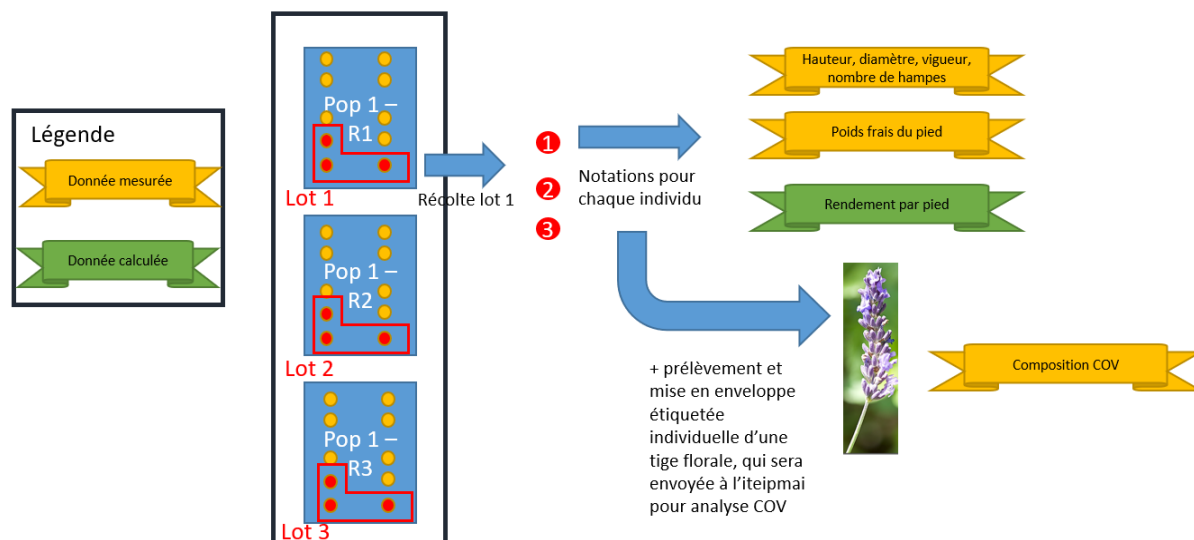 Légende
Donnée mesurée
Donnée calculée
Pop 1 –
R1
Lot 1
Pop 1 –
R2
Lot 2
Pop 1 –
R3
Lot 3
Récolte lot 1
1
2
3
Notations pour
chaque individu
Hauteur, diamètre, vigueur,
nombre de hampes
Poids frais du pied
Rendement par pied
+ prélèvement et
mise en enveloppe
étiquetée
individuelle d’une
tige florale, qui sera
envoyée à l’iteipmai
pour analyse COV
Composition COV